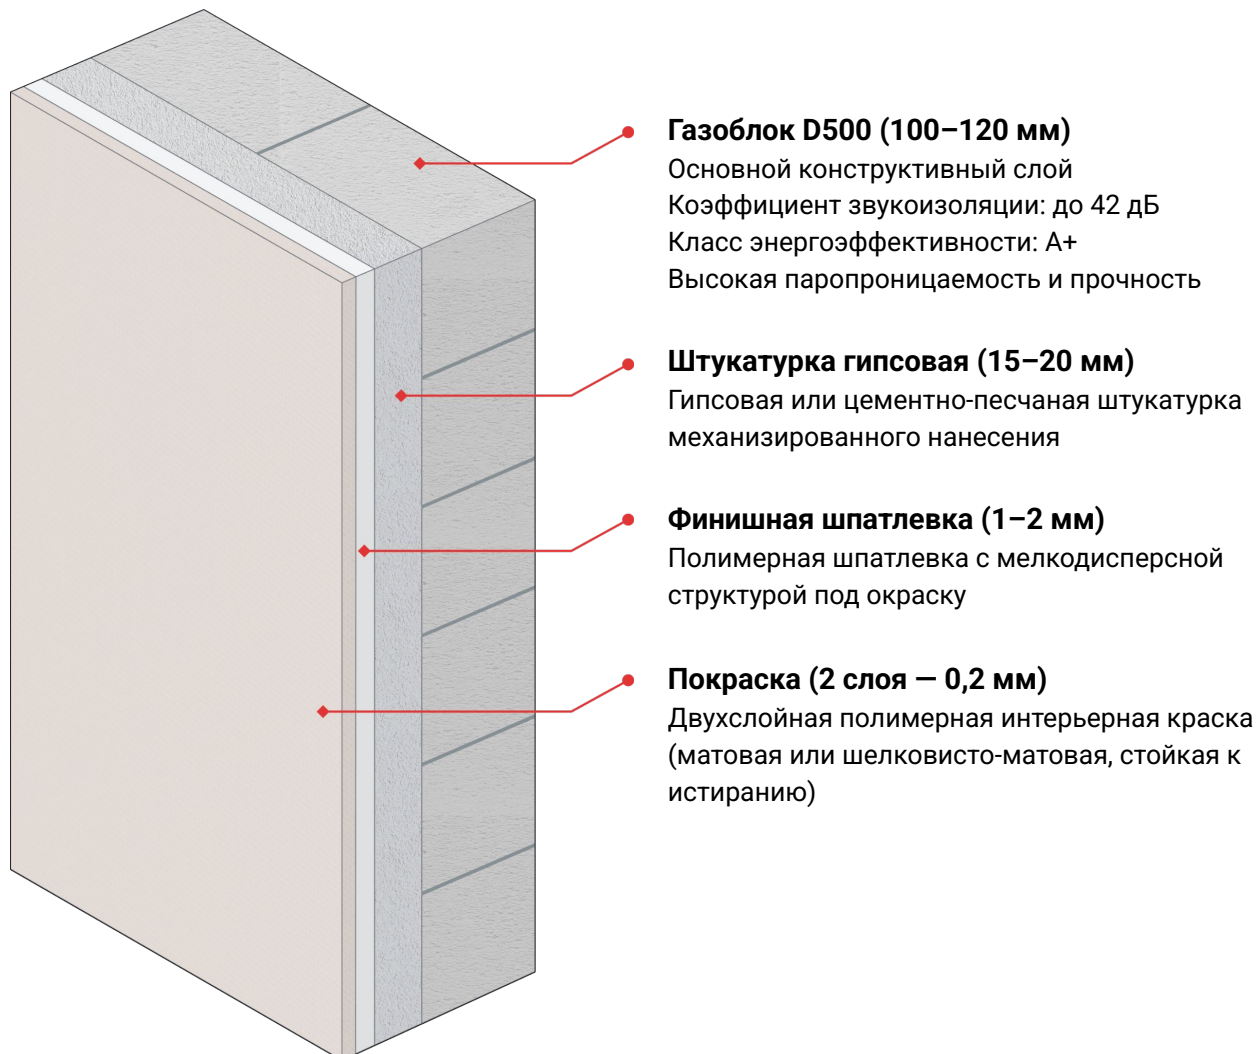 Газоблок D500 (100–120 мм)
Основной конструктивный слой
Коэффициент звукоизоляции: до 42 дБ
Класс энергоэффективности: А+
Высокая паропроницаемость и прочность
Штукатурка гипсовая (15–20 мм)
Гипсовая или цементно-песчаная штукатурка
механизированного нанесения
Финишная шпатлевка (1–2 мм)
Полимерная шпатлевка с мелкодисперсной
структурой под окраску
Покраска (2 слоя — 0,2 мм)
Двухслойная полимерная интерьерная краска
(матовая или шелковисто-матовая, стойкая к
истиранию)